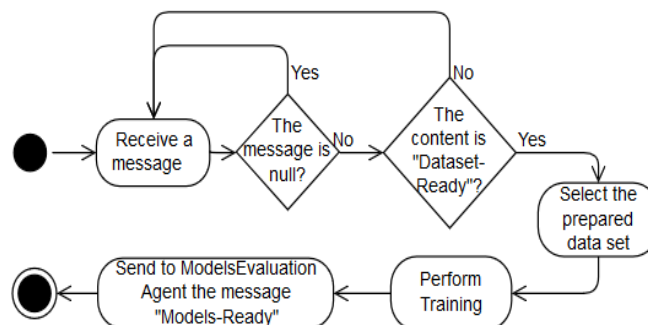 Yes
No
Receive a
message
The
message is
null?
No
The
content is
"Dataset-
Ready"?
Yes
Select the
prepared
data set
Perform
Training
Send to ModelsEvaluation
Agent the message
"Models-Ready"